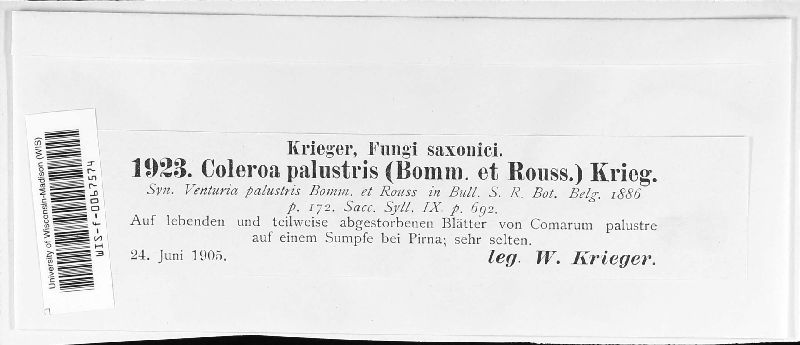 Krieger, Fungi saxonici.
1923. Coleroa palustris (Bomm. et Rouss.) Krieg.
Syn. Venturia palustris Bomm. et Rouss in Bull. S. R. Bot. Belg. 1886
p. 172. Sacc. Syll. IX. p. 692.
Auf lebenden und teilweise abgestorbenen Blätter von Comarum palustre
auf einem Sumpfe bei Pirna; sehr selten.
24. Juni 1905.
leg. W. Krieger.
University of Wisconsin-Madison (WIS)
WIS-f-0067574